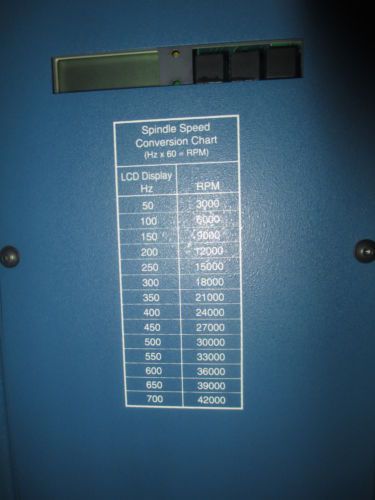 Spindle Speed
Conversion Chart
(Hz x 60 = RPM)
LCD Display
Hz RPM
50 3000
100 6000
150 9000
200 12000
250 15000
300 18000
350 21000
400 24000
450 27000
500 30000
550 33000
600 36000
650 39000
700 42000